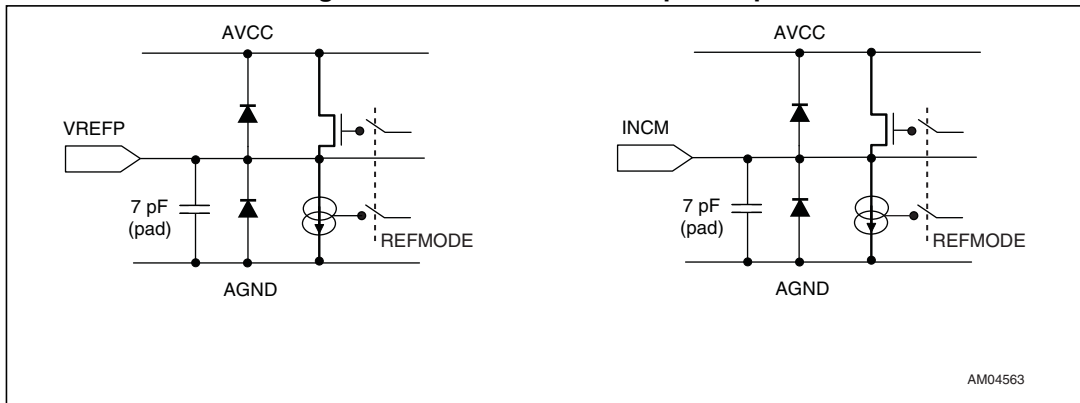 AVCC
VREFP
7 pF
(pad)
REFMODE
AGND
AVCC
INCM
7 pF
(pad)
REFMODE
AGND
AM04563